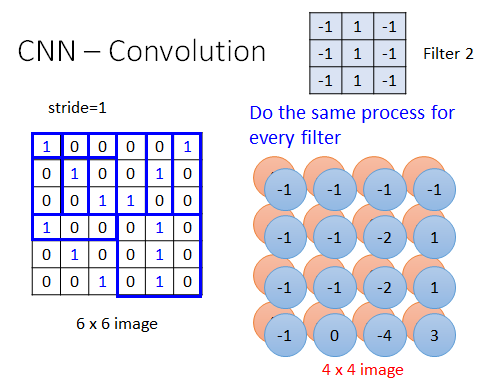 CNN – Convolution
-1 1 -1
-1 1 -1
-1 1 -1
Filter 2
stride=1
Do the same process for
every filter
1 0 0 0 0 1
0 1 0 0 1 0
0 0 1 1 0 0
1 0 0 0 1 0
0 1 0 0 1 0
0 0 1 0 1 0
6 x 6 image
-1 -1 -1 -1
-1 -1 -2 1
-1 -1 -2 1
-1 0 -4 3
4 x 4 image